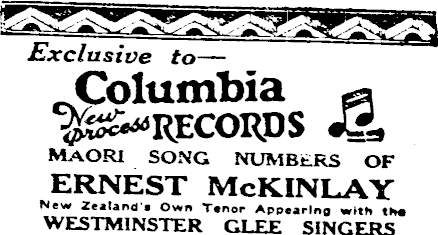 Exclusive to—
Columbia
New process RECORDS
MAORI SONG NUMBERS OF
ERNEST McKINLAY
New Zealand's Own Tenor Appearing with the
WESTMINSTER GLEE SINGERS